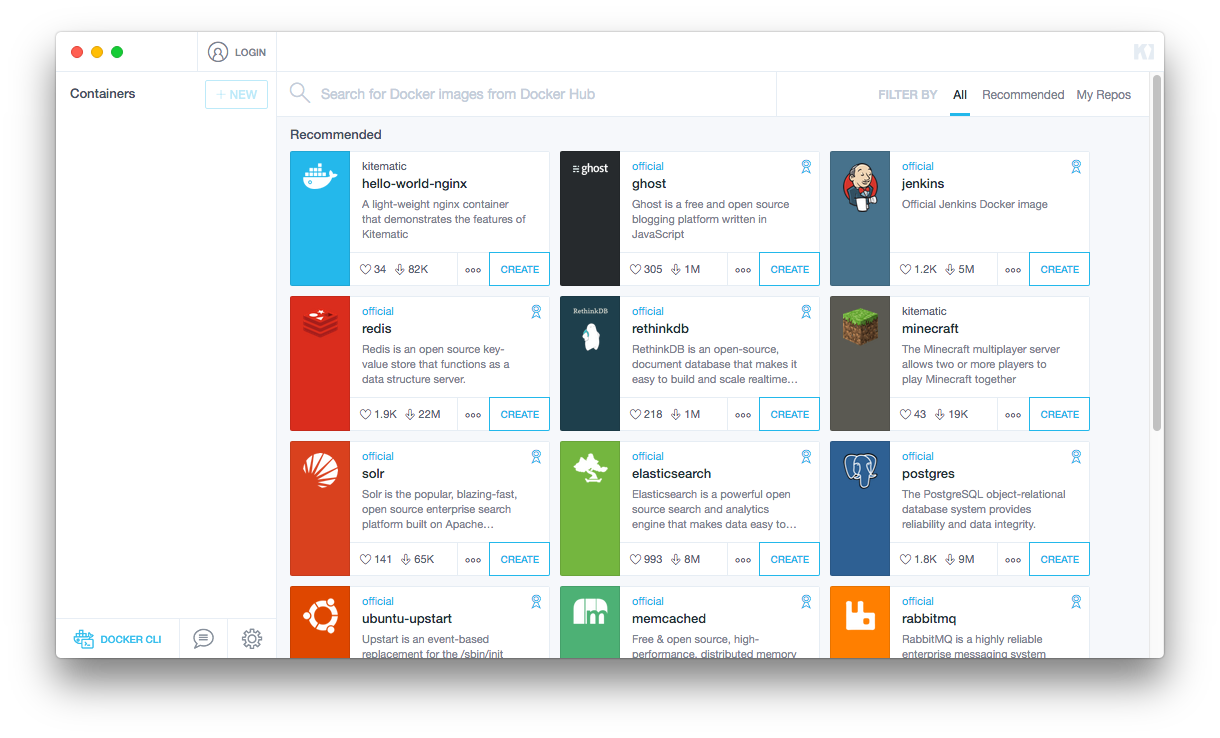 LOGIN
Containers
+ NEW
Search for Docker images from Docker Hub
FILTER BY All Recommended My Repos
Recommended
kitematic
hello-world-nginx
A light-weight nginx container
that demonstrates the features of
Kitematic
34 82K
CREATE
ghost
official
ghost
Ghost is a free and open source
blogging platform written in
JavaScript
305 1M
CREATE
official
jenkins
Official Jenkins Docker image
1.2K 5M
CREATE
official
redis
Redis is an open source key-
value store that functions as a
data structure server.
1.9K 22M
CREATE
RethinkDB
official
rethinkdb
RethinkDB is an open-source,
document database that makes it
easy to build and scale realtime…
218 1M
CREATE
kitematic
minecraft
The Minecraft multiplayer server
allows two or more players to
play Minecraft together
43 19K
CREATE
official
solr
Solr is the popular, blazing-fast,
open source enterprise search
platform built on Apache…
141 65K
CREATE
official
elasticsearch
Elasticsearch is a powerful open
source search and analytics
engine that makes data easy to…
993 8M
CREATE
official
postgres
The PostgreSQL object-relational
database system provides
reliability and data integrity.
1.8K 9M
CREATE
official
ubuntu-upstart
Upstart is an event-based
replacement for the /sbin/init
m
official
memcached
Free & open source, high-
performance, distributed memory
official
rabbitmq
RabbitMQ is a highly reliable
enterprise messaging system
DOCKER CLI